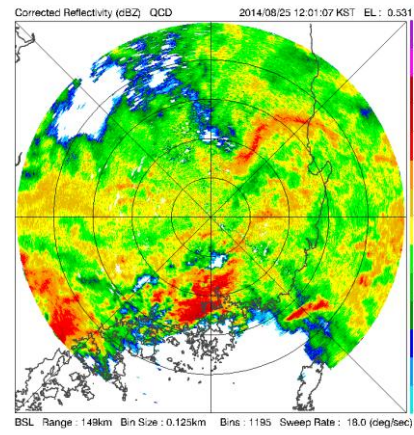 Corrected Reflectivity (dBZ) QCD 2014/08/25 12:01:07 KST EL : 0.531
BSL Range : 149km Bin Size : 0.125km Bins : 1195 Sweep Rate : 18.0 (deg/sec)